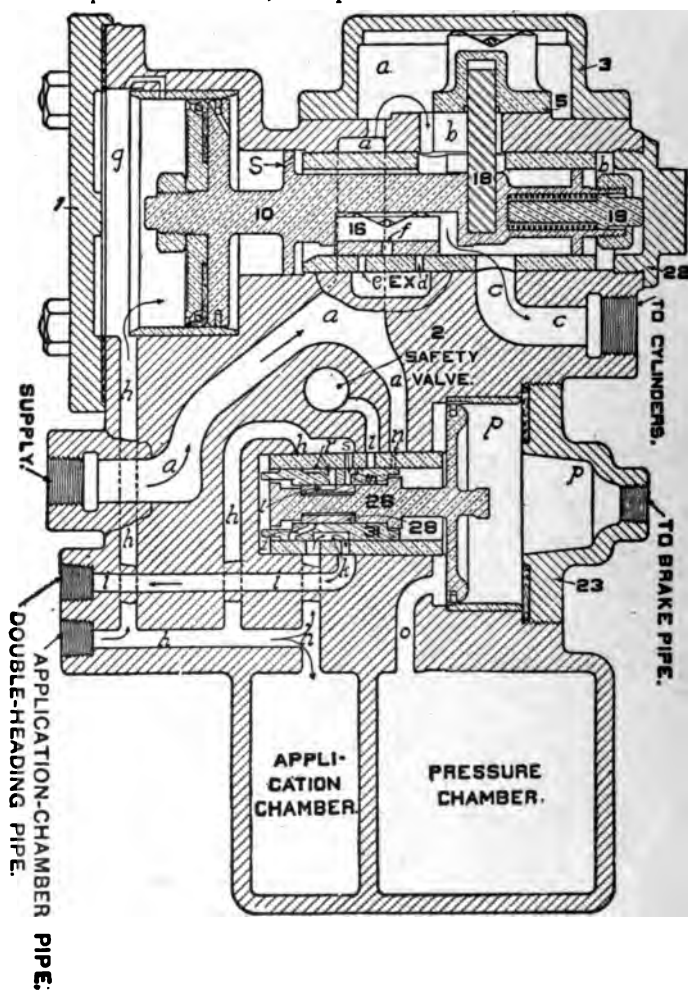 a
3
5
g
a
b
S
18
b
1
10
19
16
f
22
e
EX
d
c
c
a
2
SAFETY
VALVE.
a
TO CYLINDERS.
h
l
n
P
P
SUPPLY.
a
h
s
26
h
31
28
h
l
l
k
23
TO BRAKE PIPE.
h
h
o
DOUBLE-HEADING PIPE.
APPLICATION-CHAMBER PIPE.
APPLI-
CATION
CHAMBER.
PRESSURE
CHAMBER.